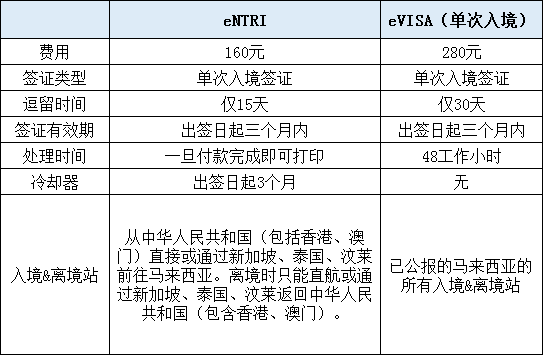 eNTRI eVISA（单次入境）
费用 160元 280元
签证类型 单次入境签证 单次入境签证
逗留时间 仅15天 仅30天
签证有效期 出签日起三个月内 出签日起三个月内
处理时间 一旦付款完成即可打印 48工作小时
冷却器 出签日起3个月 无
入境&离境站
从中华人民共和国（包括香港、澳
门）直接或通过新加坡、泰国、汶莱
前往马来西亚。离境时只能直航或通
过新加坡、泰国、汶莱返回中华人民
共和国（包含香港、澳门）。
已公报的马来西亚的
所有入境&离境站